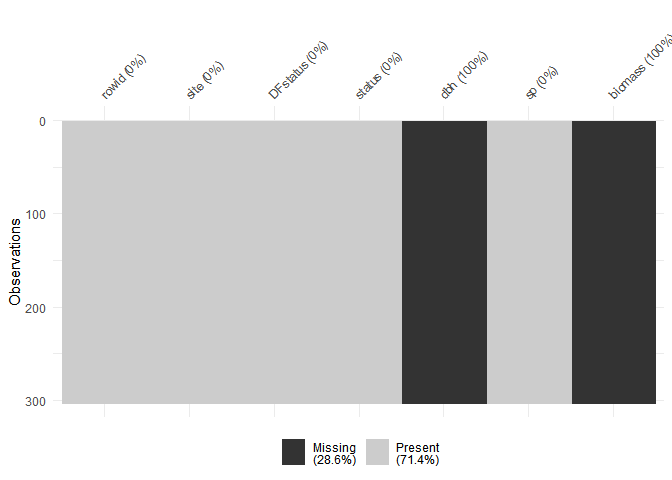 rowid (0%)
site (0%)
DFstatus (0%)
status (0%)
dbh (100%)
sp (0%)
biomass (100%)
Observations
0
100
200
300
Missing
(28.6%)
Present
(71.4%)